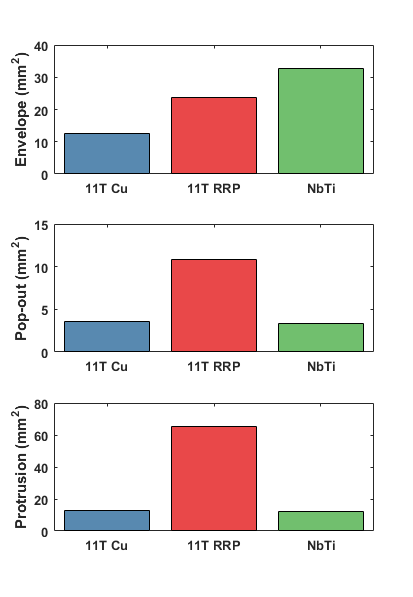 Envelope (mm²)
40
30
20
10
0
11T Cu 11T RRP NbTi
Pop-out (mm²)
15
10
5
0
11T Cu 11T RRP NbTi
Protrusion (mm²)
80
60
40
20
0
11T Cu 11T RRP NbTi